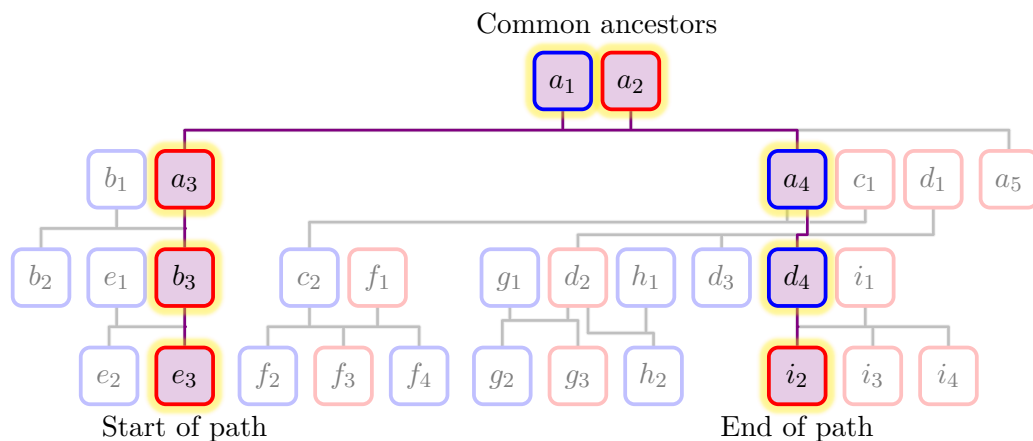 Common ancestors
a₁ a₂
b₁ a₃ a₄ c₁ d₁ a₅
b₂ e₁ b₃ c₂ f₁ g₁ d₂ h₁ d₃ d₄ i₁
e₂ e₃ f₂ f₃ f₄ g₂ g₃ h₂ i₂ i₃ i₄
Start of path End of path